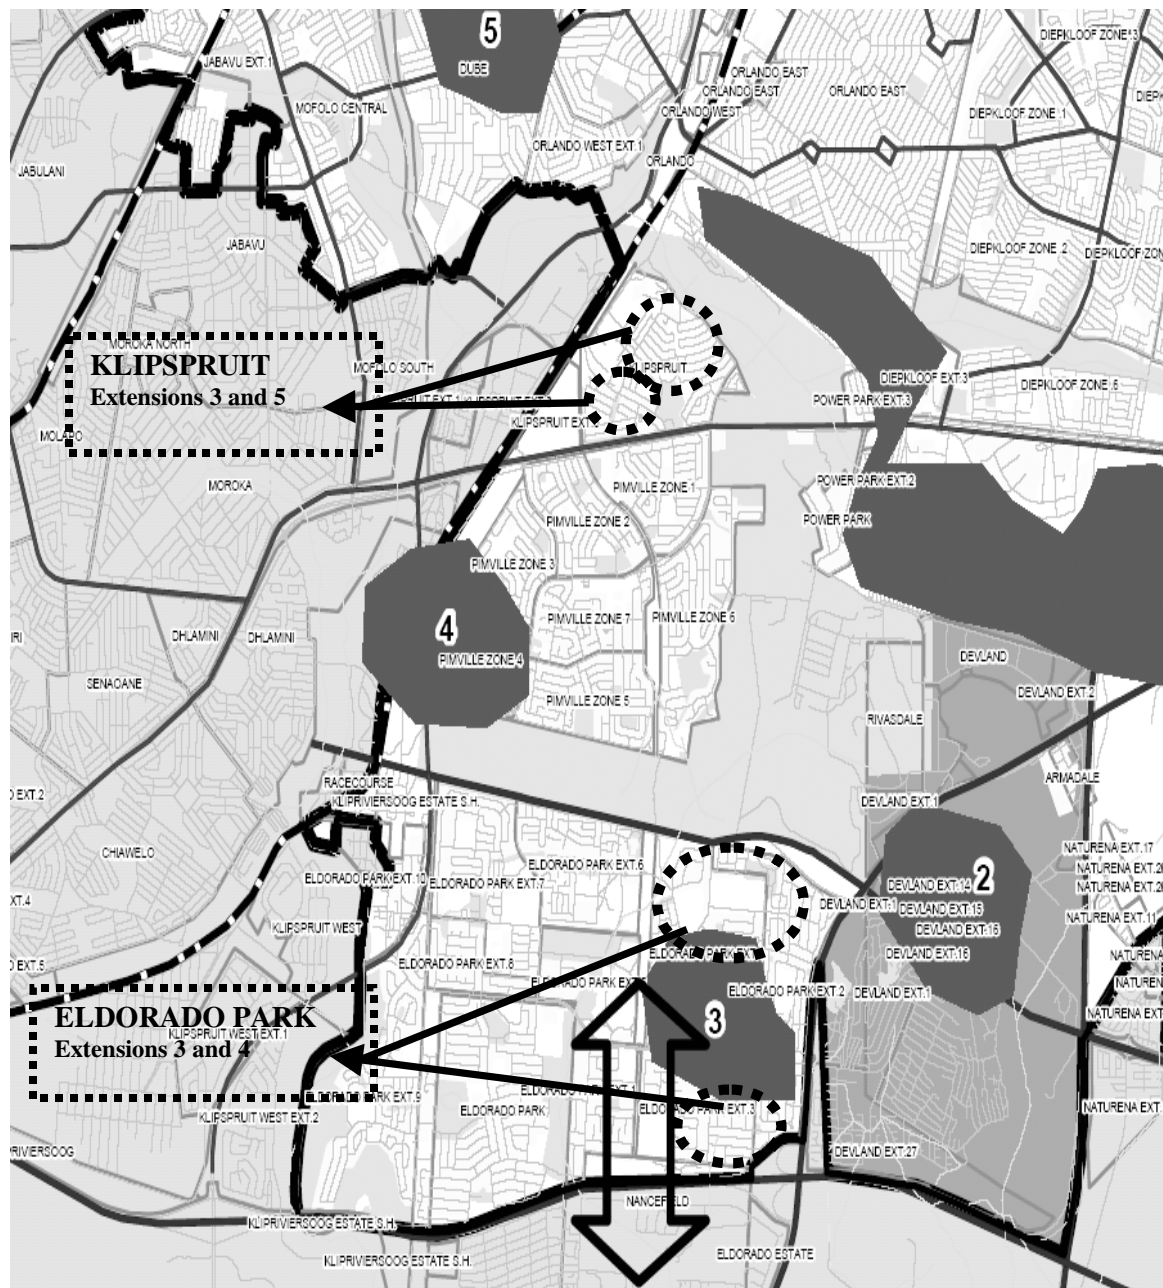 5
DUBE
DIEPKLOOF ZONE 3
JABAVU EXT.1
ORLANDO EAST
ORLANDO EAST
ORLANDO EAST
MOFOLO CENTRAL
ORLANDO WEST
DIEPKLOOF ZONE .1
ORLANDO WEST EXT.1
ORLANDO
JABULANI
JABAVU
DIEPKLOOF ZONE .2
MOROKA NORTH
KLIPSPRUIT
Extensions 3 and 5
MOFOLO SOUTH
KLIPSPRUIT
DIEPKLOOF EXT.3
DIEPKLOOF ZONE .6
POWER PARK EXT.3
MOLAPO
MOROKA
PIMVILLE ZONE 1
POWER PARK EXT.2
PIMVILLE ZONE 2
POWER PARK
PIMVILLE ZONE 3
4
PIMVILLE ZONE 7
PIMVILLE ZONE 6
DHLAMINI
DHLAMINI
PIMVILLE ZONE 4
DEVLAND
SENAOANE
DEVLAND EXT.2
PIMVILLE ZONE 5
RIVASDALE
RACECOURSE
ARMADALE
KLIPRIVIERSOOG ESTATE S.H.
DEVLAND EXT.1
CHIAWELO
NATURENA EXT.17
ELDORADO PARK EXT.6
ELDORADO PARK EXT.10
ELDORADO PARK EXT.7
2
DEVLAND EXT.14
DEVLAND EXT.1
DEVLAND EXT.15
NATURENA EXT.11
KLIPSPRUIT WEST
DEVLAND EXT.16
DEVLAND EXT.16
ELDORADO PARK EXT.8
ELDORADO PARK EXT.2
DEVLAND EXT.1
3
ELDORADO PARK
Extensions 3 and 4
KLIPSPRUIT WEST EXT.1
ELDORADO PARK EXT.1
ELDORADO PARK EXT.9
ELDORADO PARK
ELDORADO PARK EXT.3
KLIPSPRUIT WEST EXT.2
DEVLAND EXT.27
NANCEFIELD
KLIPRIVIERSOOG ESTATE S.H.
ELDORADO ESTATE
KLIPRIVIERSOOG ESTATE S.H.